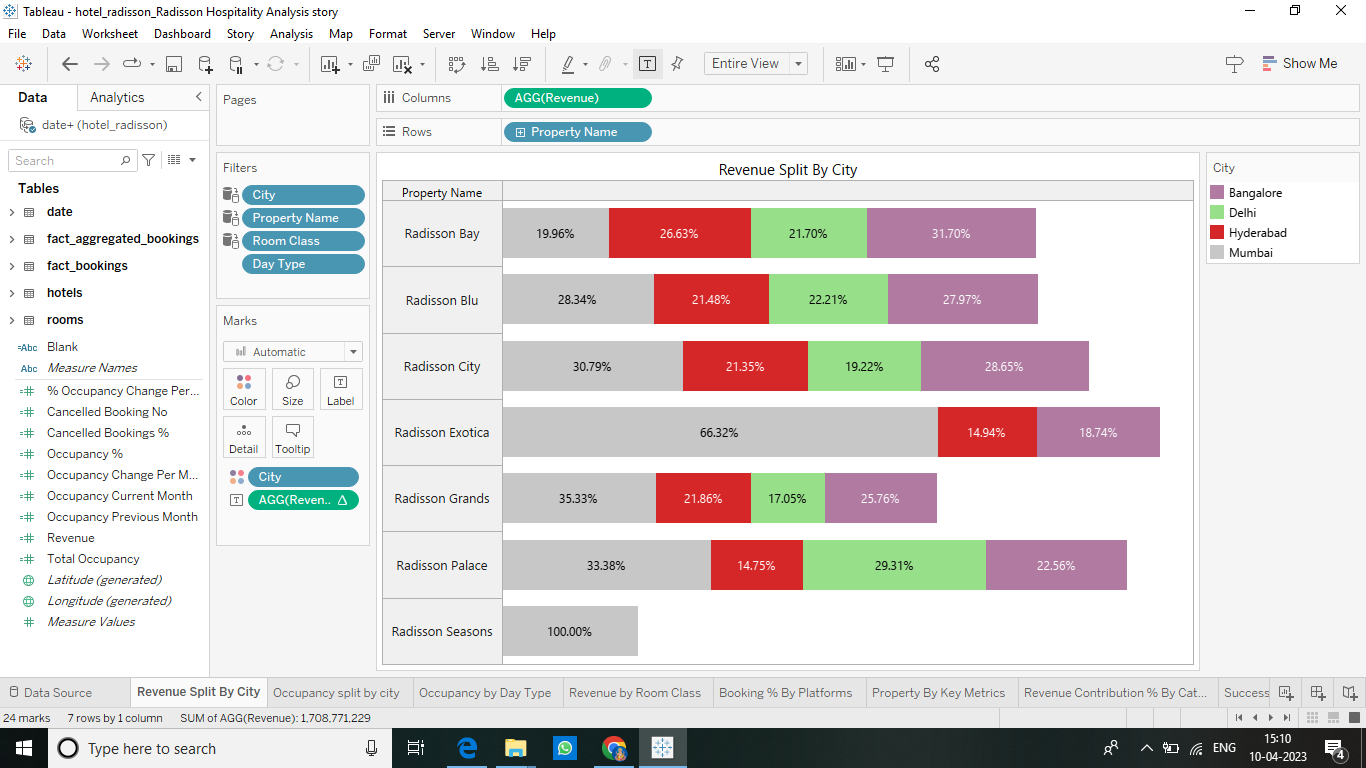 Tableau - hotel_radisson_Radisson Hospitality Analysis story
File Data Worksheet Dashboard Story Analysis Map Format Server Window Help
Entire View
Show Me
Data Analytics
date+ (hotel_radisson)
Search
Tables
date
fact_aggregated_bookings
fact_bookings
hotels
rooms
=Abc Blank
Abc Measure Names
% Occupancy Change Per...
Cancelled Booking No
Cancelled Bookings %
Occupancy %
Occupancy Change Per M...
Occupancy Current Month
Occupancy Previous Month
Revenue
Total Occupancy
Latitude (generated)
Longitude (generated)
Measure Values
Pages
Filters
City
Property Name
Room Class
Day Type
Marks
Automatic
Color Size Label
Detail Tooltip
City
AGG(Reven..
Columns AGG(Revenue)
Rows Property Name
Revenue Split By City
Property Name
Radisson Bay 19.96% 26.63% 21.70% 31.70%
Radisson Blu 28.34% 21.48% 22.21% 27.97%
Radisson City 30.79% 21.35% 19.22% 28.65%
Radisson Exotica 66.32% 14.94% 18.74%
Radisson Grands 35.33% 21.86% 17.05% 25.76%
Radisson Palace 33.38% 14.75% 29.31% 22.56%
Radisson Seasons 100.00%
City
Bangalore
Delhi
Hyderabad
Mumbai
Data Source Revenue Split By City Occupancy split by city Occupancy by Day Type Revenue by Room Class Booking % By Platforms Property By Key Metrics Revenue Contribution % By Cat... Success
24 marks 7 rows by 1 column SUM of AGG(Revenue): 1,708,771,229
Type here to search
ENG
15:10
10-04-2023
4